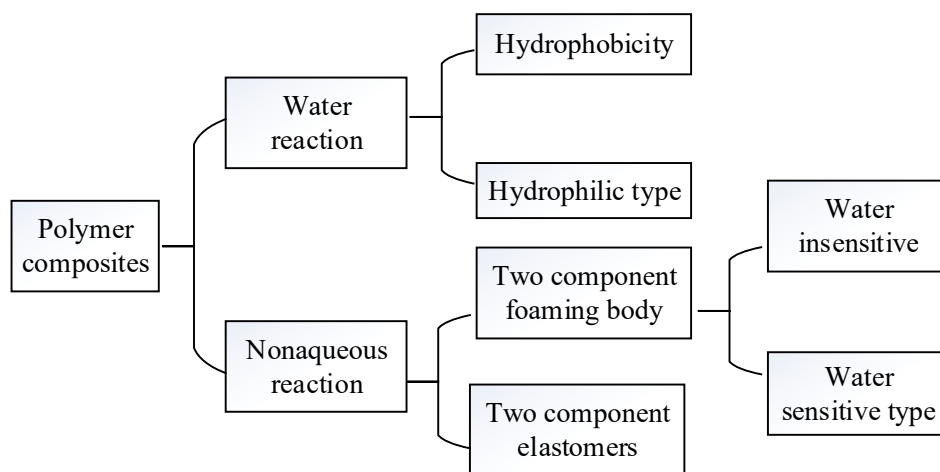 Polymer
composites
Water
reaction
Hydrophobicity
Hydrophilic type
Nonaqueous
reaction
Two component
foaming body
Water
insensitive
Water
sensitive type
Two component
elastomers